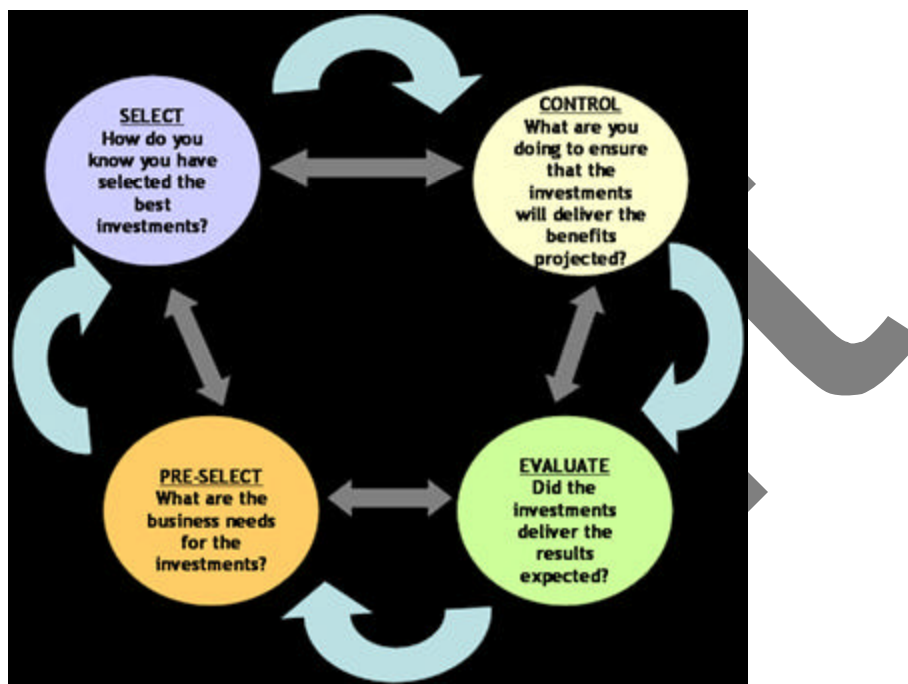 SELECT
How do you
know you have
selected the
best
investments?
CONTROL
What are you
doing to ensure
that the
investments
will deliver the
benefits
projected?
PRE-SELECT
What are the
business needs
for the
investments?
EVALUATE
Did the
investments
deliver the
results
expected?